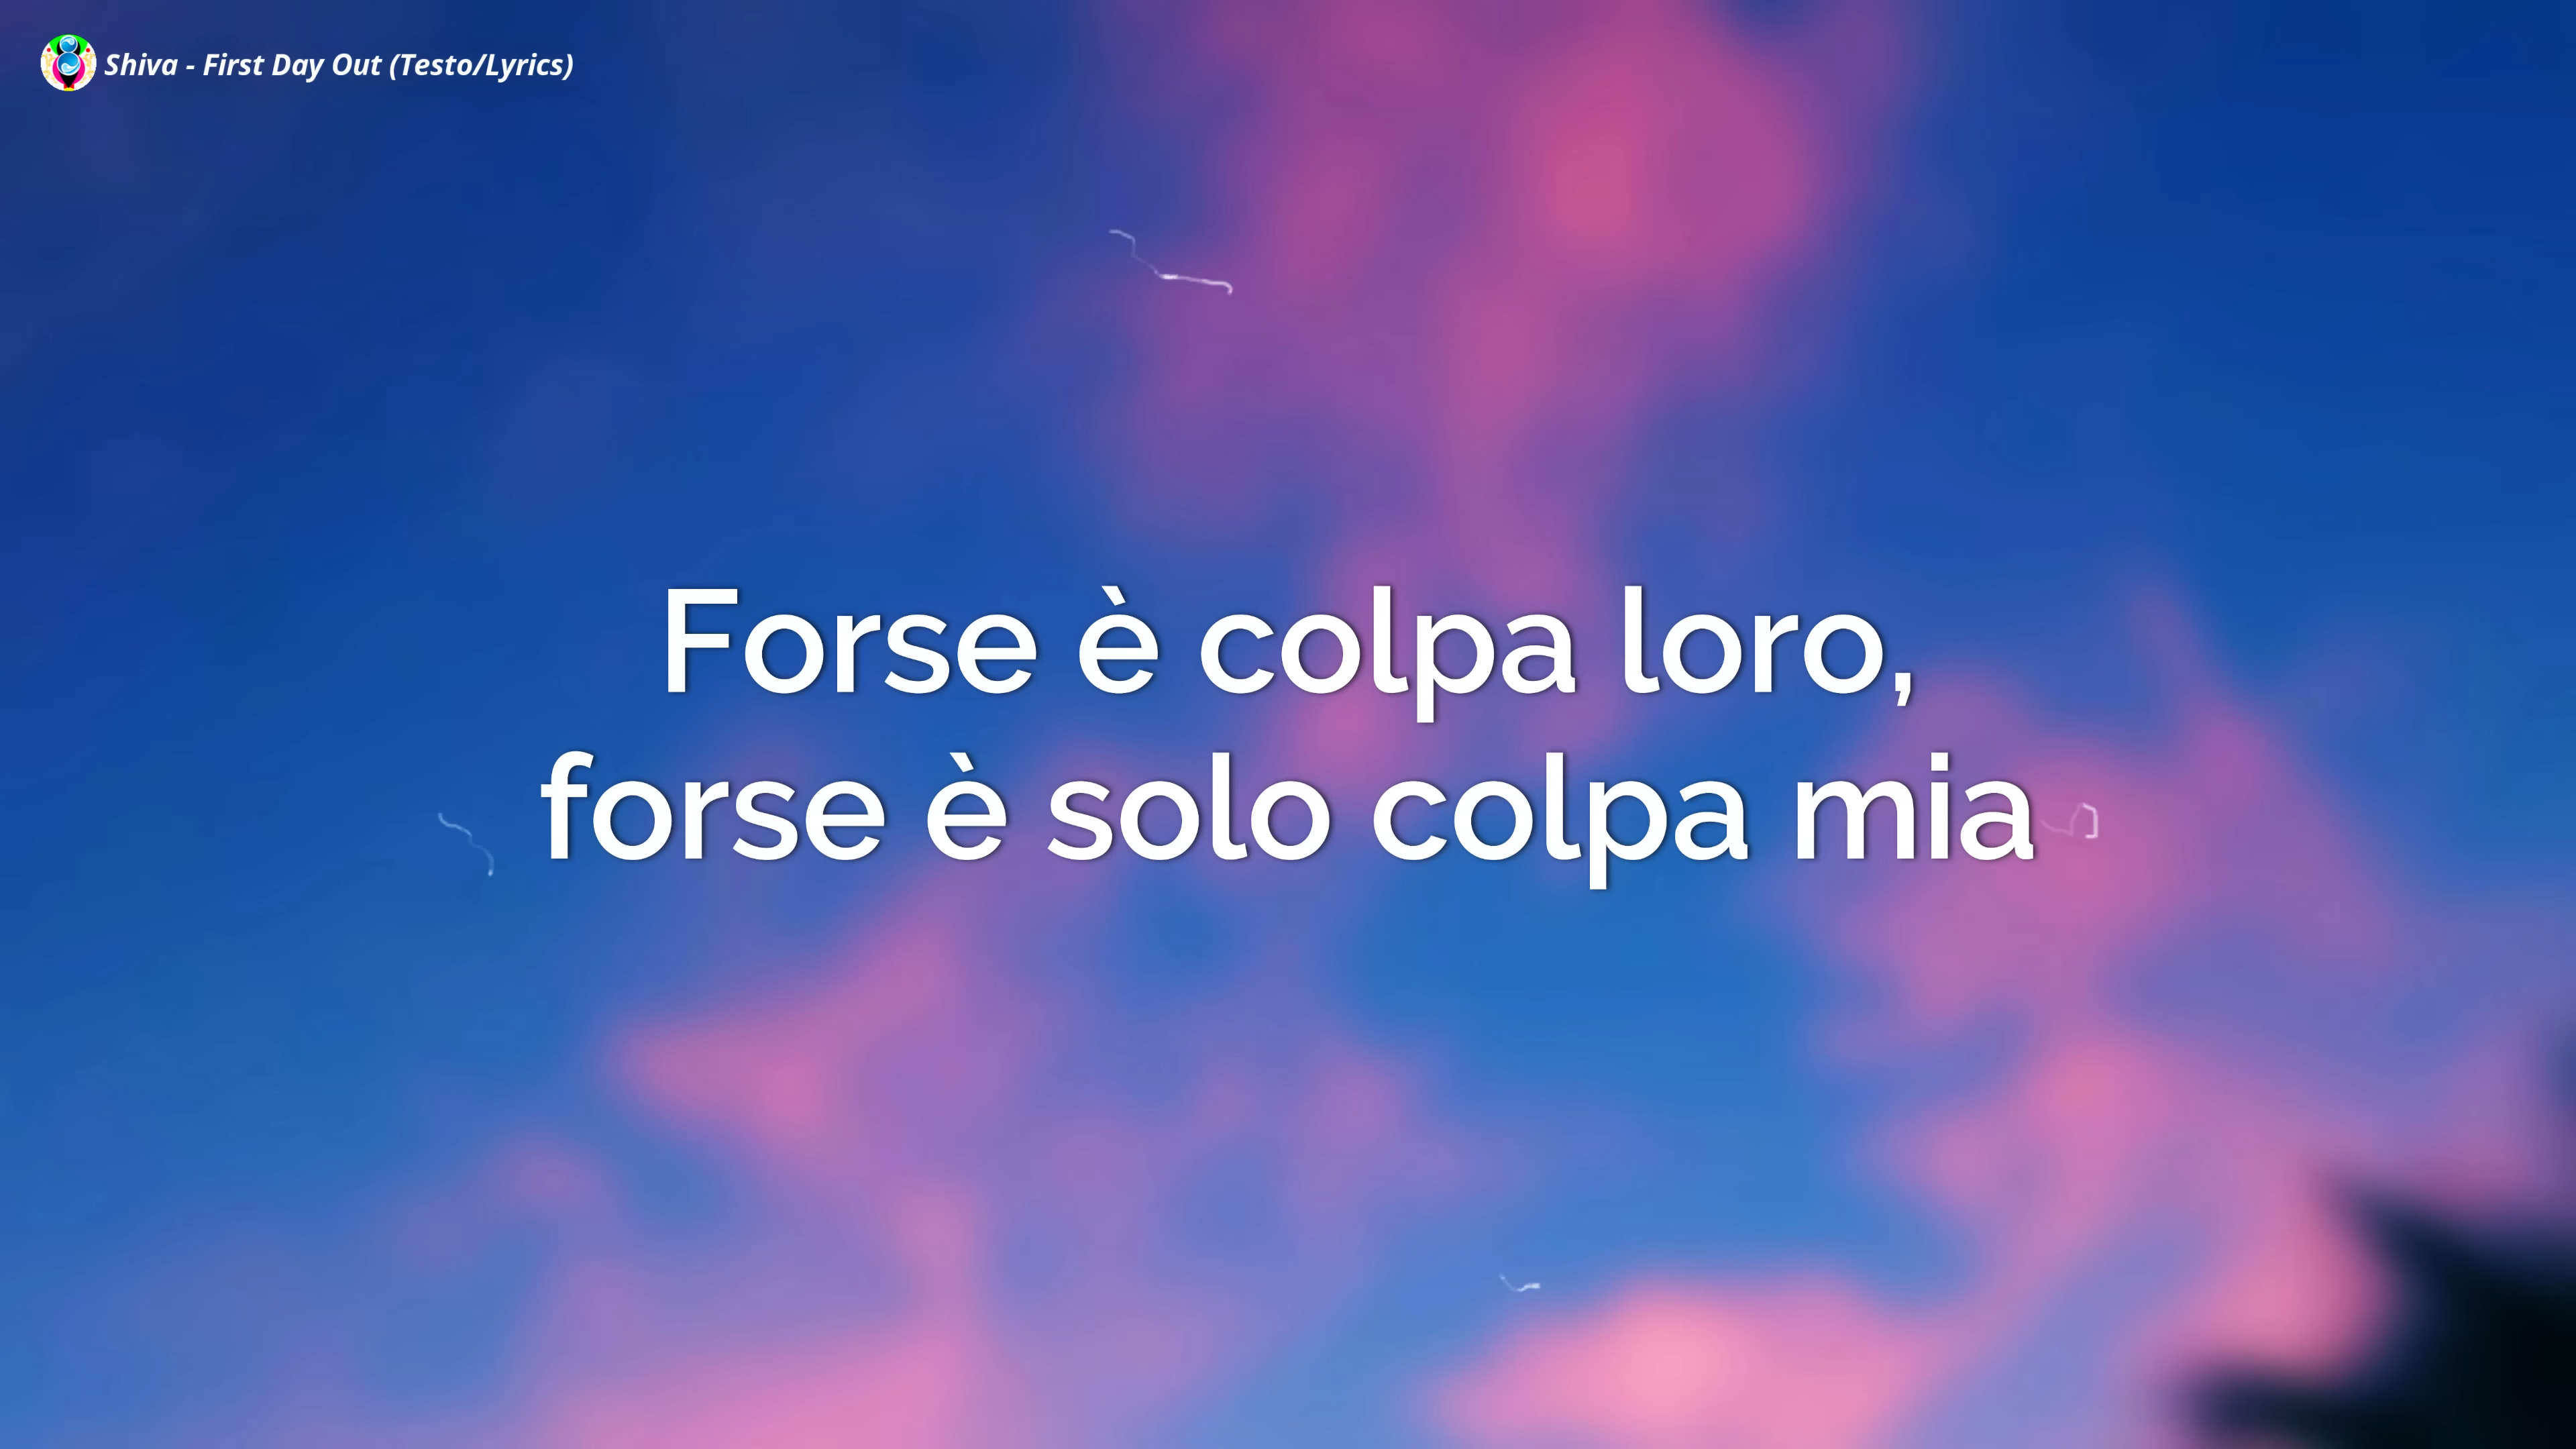 Shiva - First Day Out (Testo/Lyrics)
Forse è colpa loro,
forse è solo colpa mia